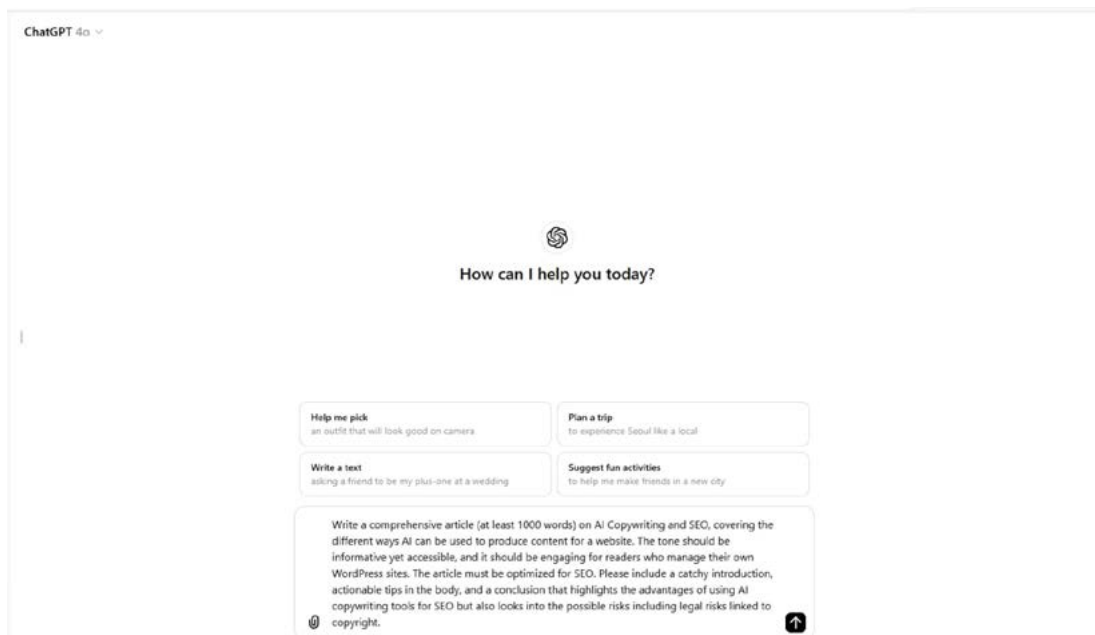 ChatGPT 4o
How can I help you today?
Help me pick
an outfit that will look good on camera
Plan a trip
to experience Seoul like a local
Write a text
asking a friend to be my plus-one at a wedding
Suggest fun activities
to help me make friends in a new city
Write a comprehensive article (at least 1000 words) on AI Copywriting and SEO, covering the
different ways AI can be used to produce content for a website. The tone should be
informative yet accessible, and it should be engaging for readers who manage their own
WordPress sites. The article must be optimized for SEO. Please include a catchy introduction,
actionable tips in the body, and a conclusion that highlights the advantages of using AI
copywriting tools for SEO but also looks into the possible risks including legal risks linked to
copyright.